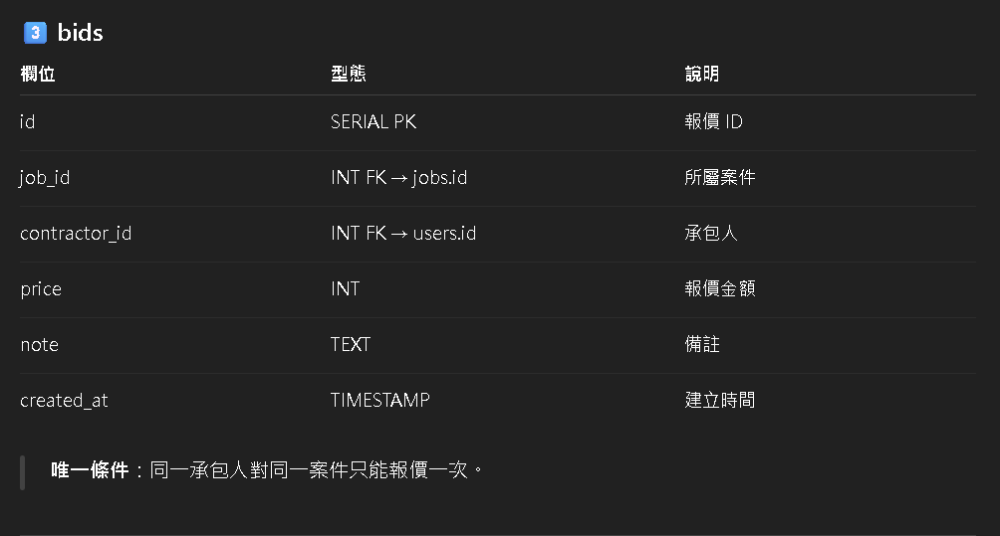 3 bids
欄位 型態 說明
id SERIAL PK 報價 ID
job_id INT FK → jobs.id 所屬案件
contractor_id INT FK → users.id 承包人
price INT 報價金額
note TEXT 備註
created_at TIMESTAMP 建立時間
唯一條件：同一承包人對同一案件只能報價一次。